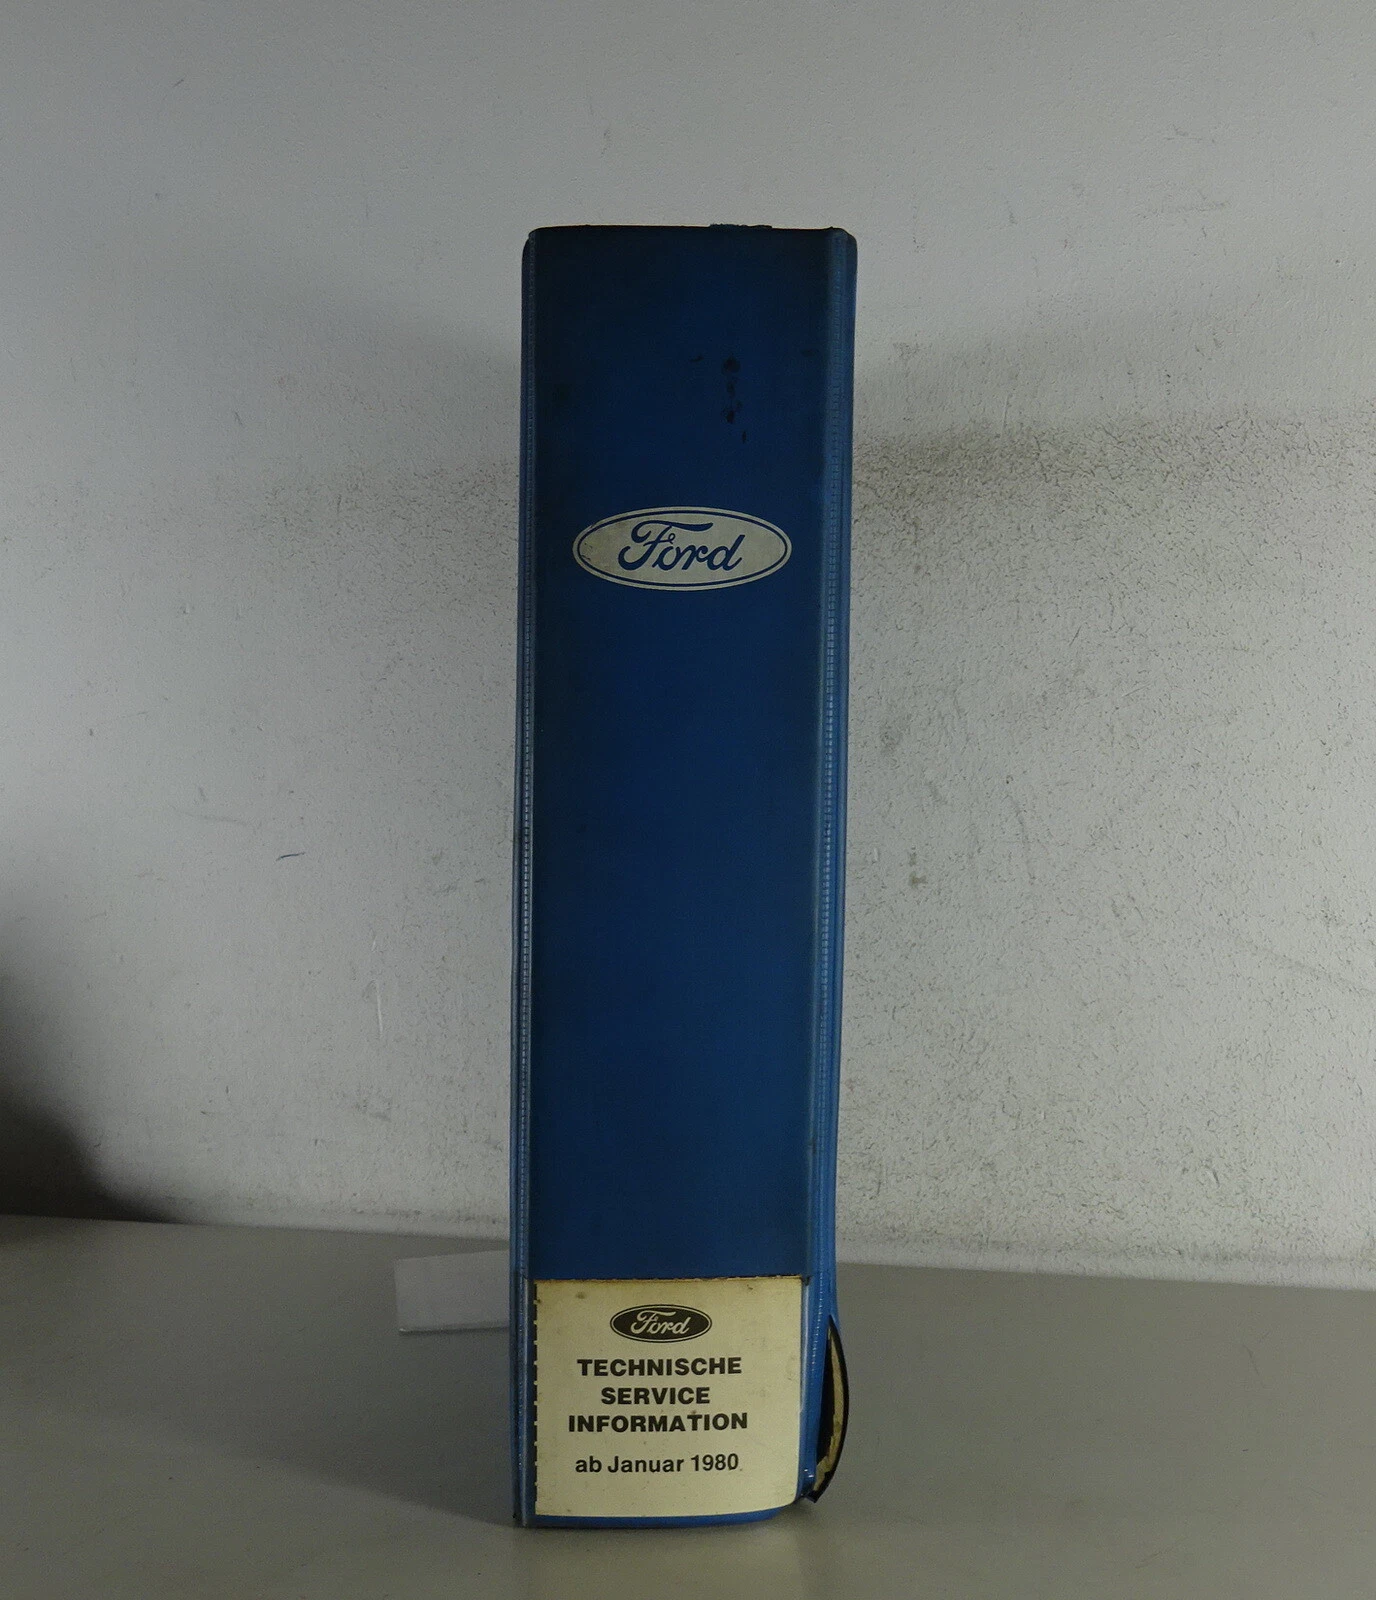 Ford
Ford
TECHNISCHE
SERVICE
INFORMATION
ab Januar 1980